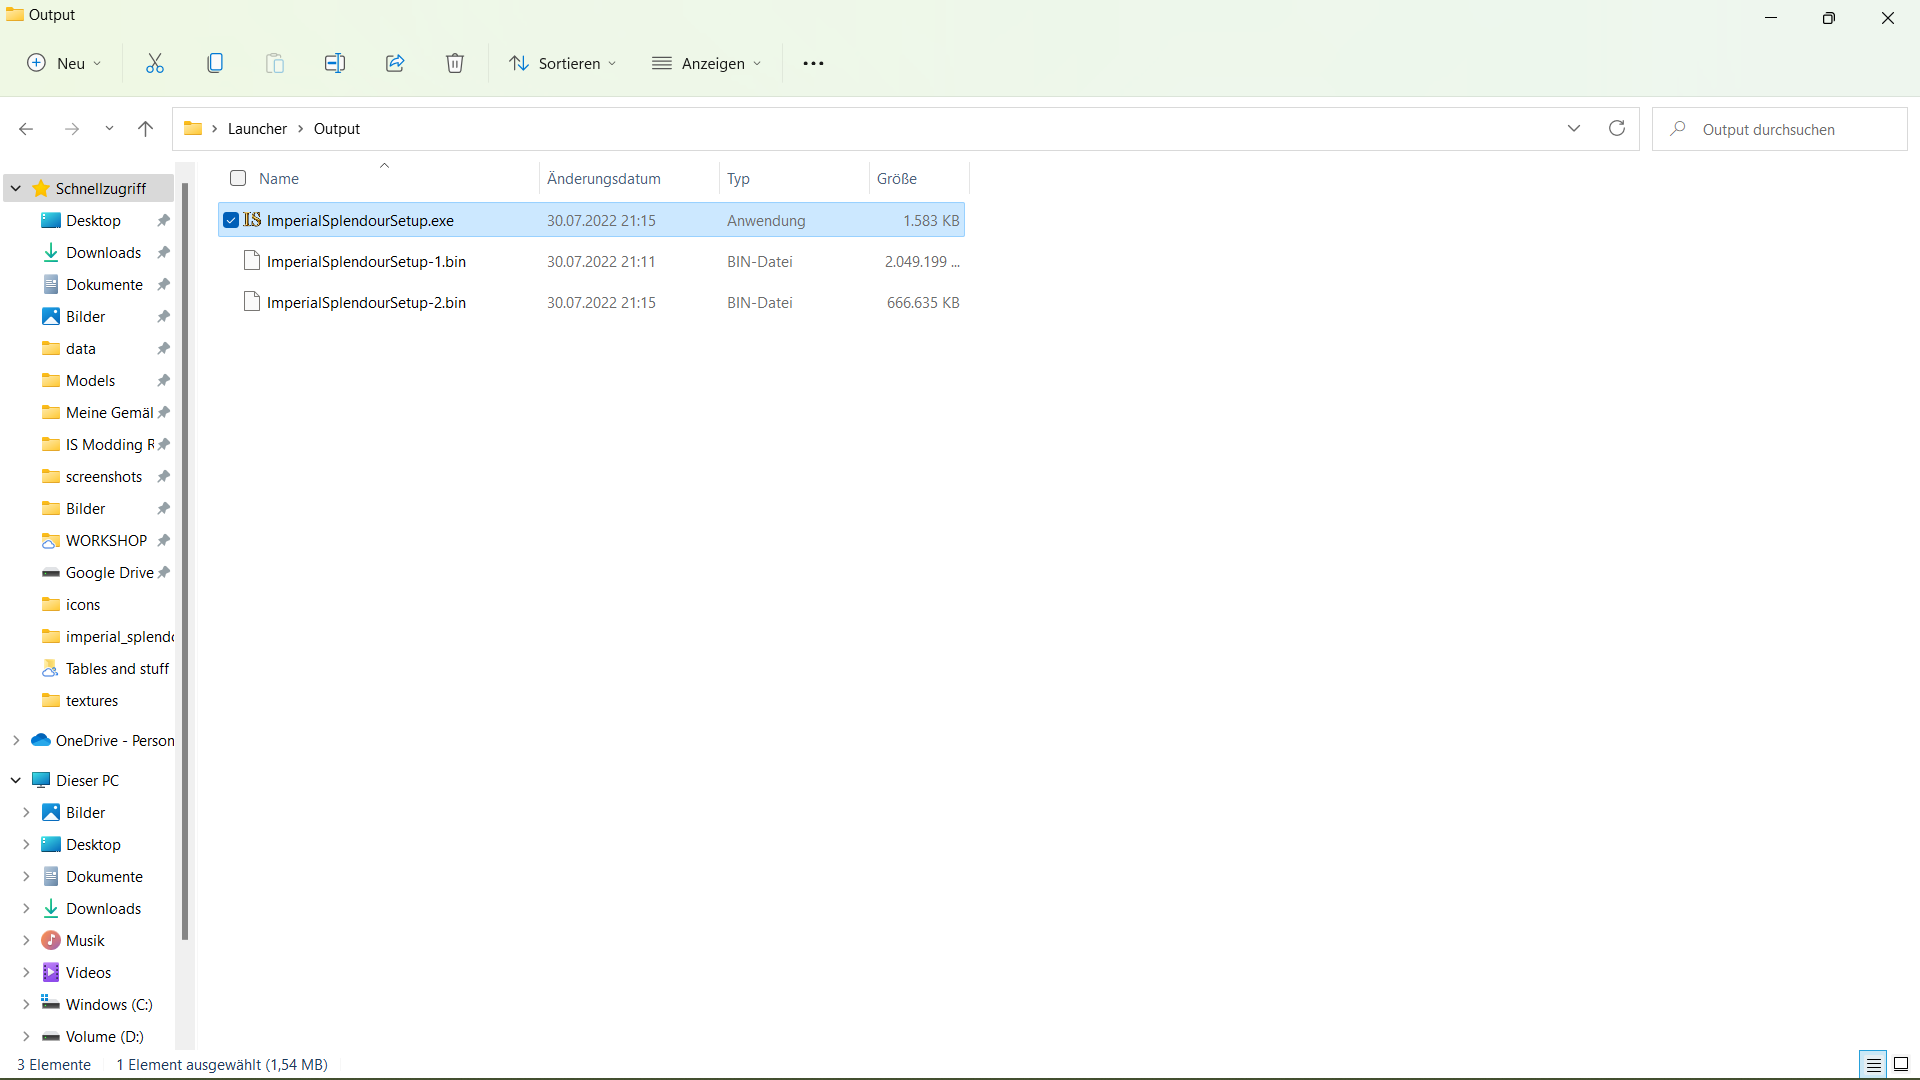 Output
Neu
Sortieren
Anzeigen
Launcher
Output
Output durchsuchen
Name
Änderungsdatum
Typ
Größe
IS ImperialSplendourSetup.exe 30.07.2022 21:15 Anwendung 1.583 KB
ImperialSplendourSetup-1.bin 30.07.2022 21:11 BIN-Datei 2.049.199 ...
ImperialSplendourSetup-2.bin 30.07.2022 21:15 BIN-Datei 666.635 KB
Schnellzugriff
Desktop
Downloads
Dokumente
Bilder
data
Models
Meine Gemäl
IS Modding R
screenshots
Bilder
WORKSHOP
Google Drive
icons
imperial_splendo
Tables and stuff
textures
OneDrive - Person
Dieser PC
Bilder
Desktop
Dokumente
Downloads
Musik
Videos
Windows (C:)
Volume (D:)
3 Elemente
1 Element ausgewählt (1,54 MB)